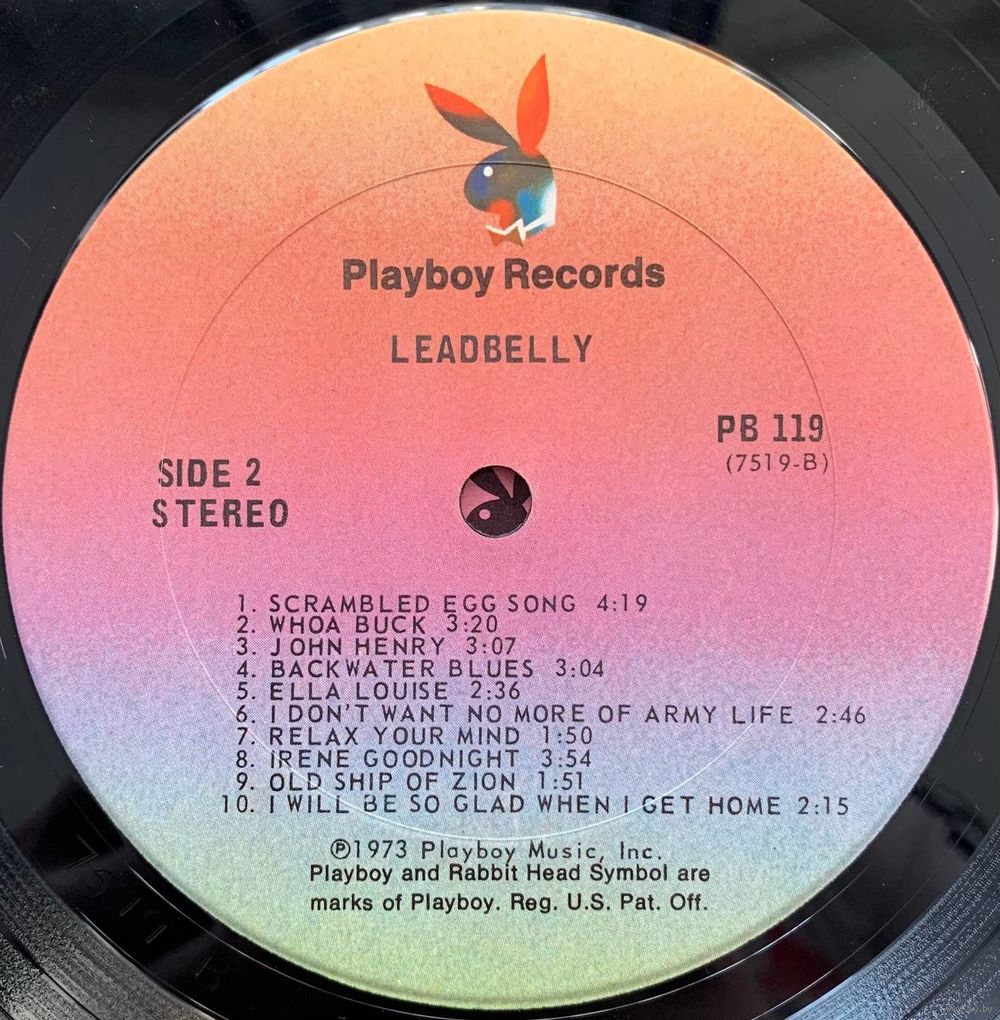 Playboy Records
LEADBELLY
PB 119
(7519-B)
SIDE 2
STEREO
1. SCRAMBLED EGG SONG 4:19
2. WHOA BUCK 3:20
3. JOHN HENRY 3:07
4. BACKWATER BLUES 3:04
5. ELLA LOUISE 2:36
6. I DON'T WANT NO MORE OF ARMY LIFE 2:46
7. RELAX YOUR MIND 1:50
8. IRENE GOODNIGHT 3:54
9. OLD SHIP OF ZION 1:51
10. I WILL BE SO GLAD WHEN I GET HOME 2:15
℗1973 Playboy Music, Inc.
Playboy and Rabbit Head Symbol are
marks of Playboy. Reg. U.S. Pat. Off.